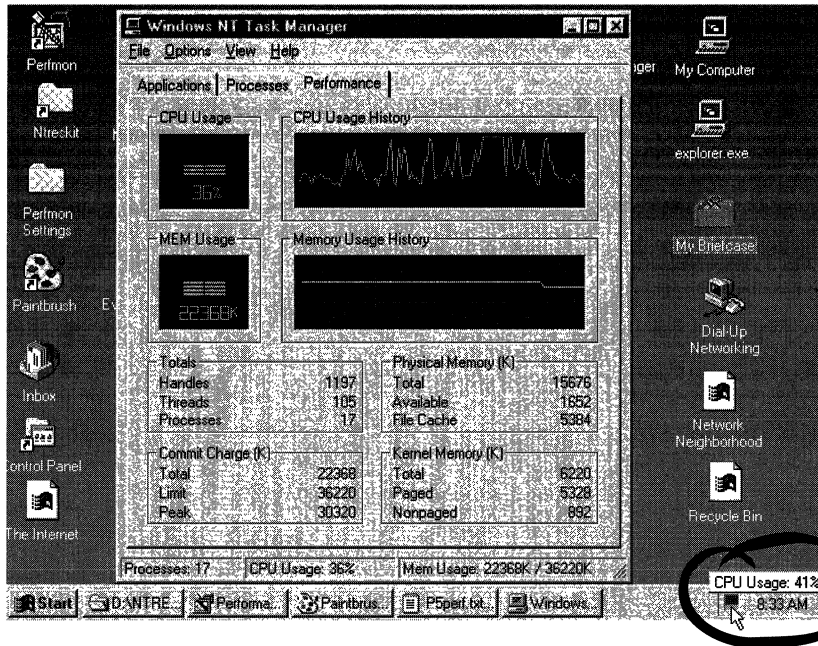 Perfmon
Ntreskit
Perfmon
Settings
Paintbrush
Inbox
Control Panel
The Internet
Windows NT Task Manager
File Options View Help
Applications Processes Performance
CPU Usage
CPU Usage History
36%
MEM Usage
Memory Usage History
22368K
Totals
Handles 1197
Threads 105
Processes 17
Physical Memory (K)
Total 15676
Available 1652
File Cache 5384
Commit Charge (K)
Total 22368
Limit 36220
Peak 30320
Kernel Memory (K)
Total 6220
Paged 5328
Nonpaged 892
Processes: 17 CPU Usage: 36% Mem Usage: 22368K / 36220K
My Computer
explorer.exe
My Briefcase
Dial-Up
Networking
Network
Neighborhood
Recycle Bin
CPU Usage: 41%
Start D:\NTRE... Performa... Paintbrus... P5perf.txt... Windows... 8:33 AM